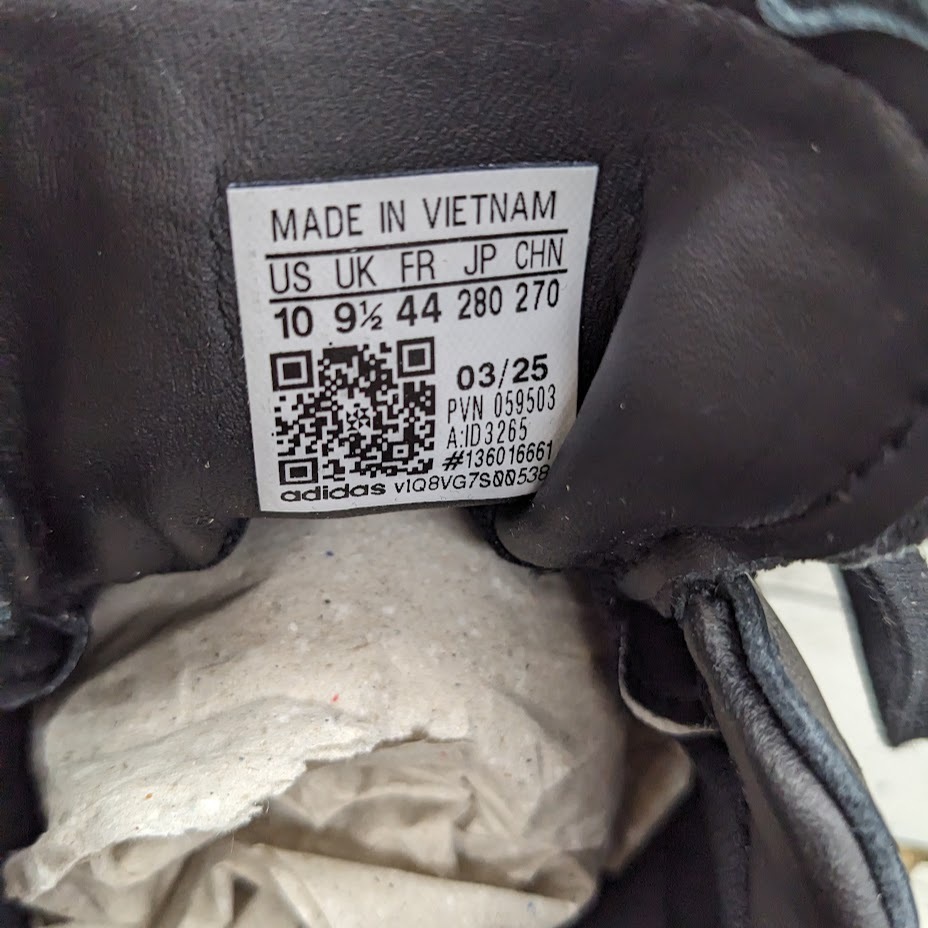 MADE IN VIETNAM
US UK FR JP CHN
10 9½ 44 280 270
03/25
PVN 059503
A:ID3265
#136016661
adidas v1Q8VG7S00538